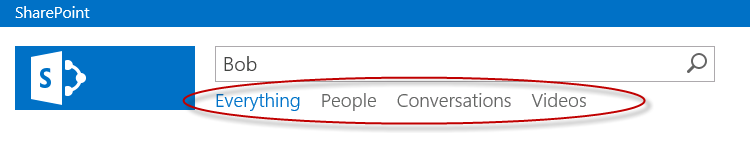 SharePoint
S
Bob
Everything People Conversations Videos